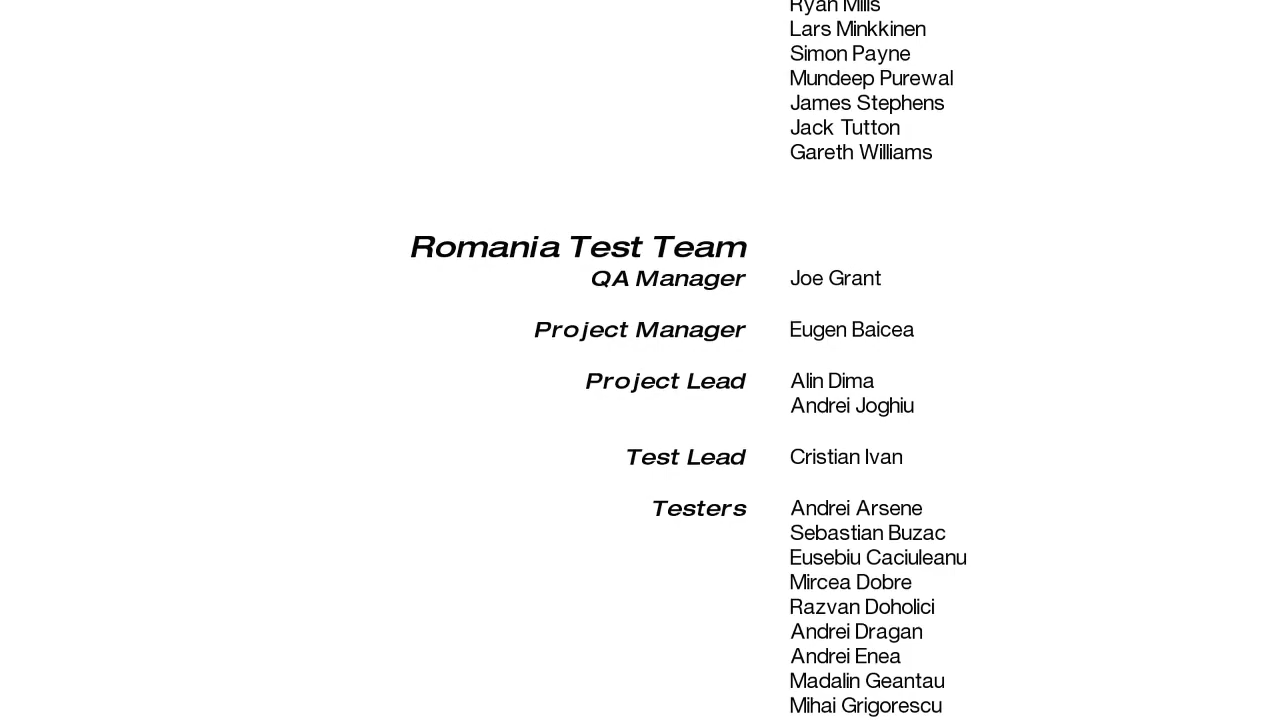 Ryan Mills
Lars Minkkinen
Simon Payne
Mundeep Purewal
James Stephens
Jack Tutton
Gareth Williams
Romania Test Team
QA Manager Joe Grant
Project Manager Eugen Baicea
Project Lead Alin Dima
Andrei Joghiu
Test Lead Cristian Ivan
Testers Andrei Arsene
Sebastian Buzac
Eusebiu Caciuleanu
Mircea Dobre
Razvan Doholici
Andrei Dragan
Andrei Enea
Madalin Geantau
Mihai Grigorescu